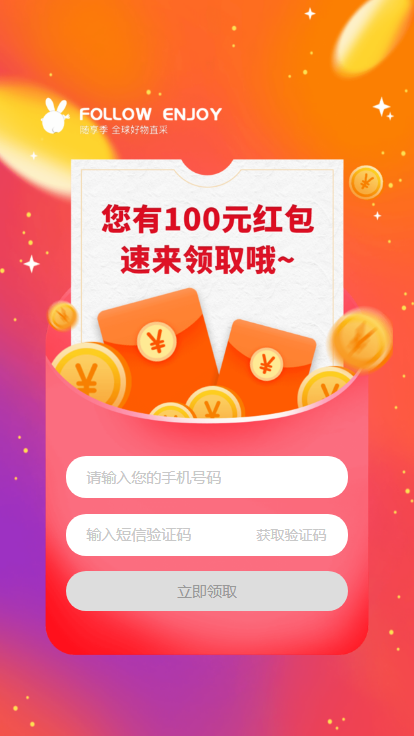 FOLLOW ENJOY
随享季 全球好物直采
您有100元红包
速来领取哦~
请输入您的手机号码
输入短信验证码 获取验证码
立即领取